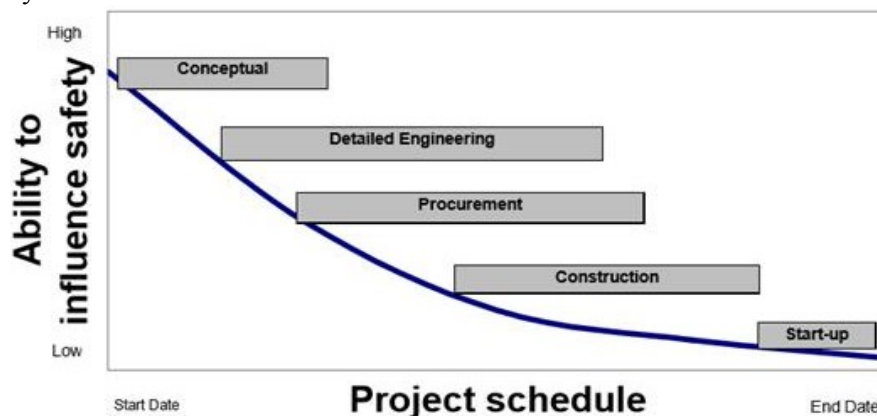 High
Conceptual
Detailed Engineering
Procurement
Construction
Start-up
Low
Ability to
influence safety
Start Date
Project schedule
End Date